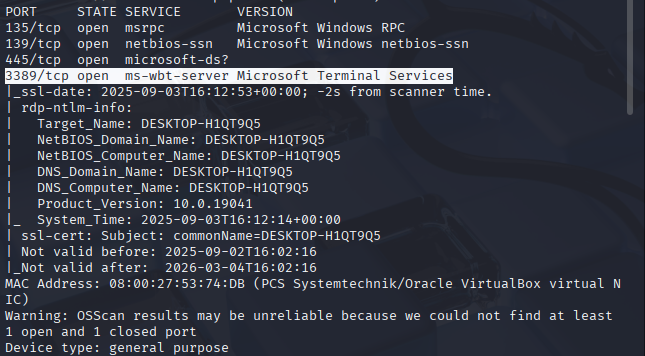 PORT     STATE SERVICE       VERSION
135/tcp  open  msrpc         Microsoft Windows RPC
139/tcp  open  netbios-ssn   Microsoft Windows netbios-ssn
445/tcp  open  microsoft-ds?
3389/tcp open  ms-wbt-server Microsoft Terminal Services
|_ssl-date: 2025-09-03T16:12:53+00:00; -2s from scanner time.
| rdp-ntlm-info:
|   Target_Name: DESKTOP-H1QT9Q5
|   NetBIOS_Domain_Name: DESKTOP-H1QT9Q5
|   NetBIOS_Computer_Name: DESKTOP-H1QT9Q5
|   DNS_Domain_Name: DESKTOP-H1QT9Q5
|   DNS_Computer_Name: DESKTOP-H1QT9Q5
|   Product_Version: 10.0.19041
|_  System_Time: 2025-09-03T16:12:14+00:00
| ssl-cert: Subject: commonName=DESKTOP-H1QT9Q5
| Not valid before: 2025-09-02T16:02:16
|_Not valid after:  2026-03-04T16:02:16
MAC Address: 08:00:27:53:74:DB (PCS Systemtechnik/Oracle VirtualBox virtual N
IC)
Warning: OSScan results may be unreliable because we could not find at least
1 open and 1 closed port
Device type: general purpose